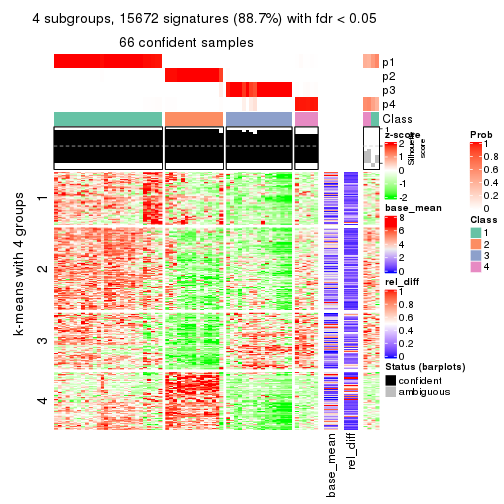 4 subgroups, 15672 signatures (88.7%) with fdr < 0.05
66 confident samples
p1
p2
p3
p4
Class
1
Silhouette
score
k-means with 4 groups
1
2
3
4
base_mean
rel_diff
z-score
2
1
0
-1
-2
base_mean
8
6
4
2
0
rel_diff
1
0.8
0.6
0.4
0.2
0
Status (barplots)
confident
ambiguous
Prob
1
0.8
0.6
0.4
0.2
0
Class
1
2
3
4